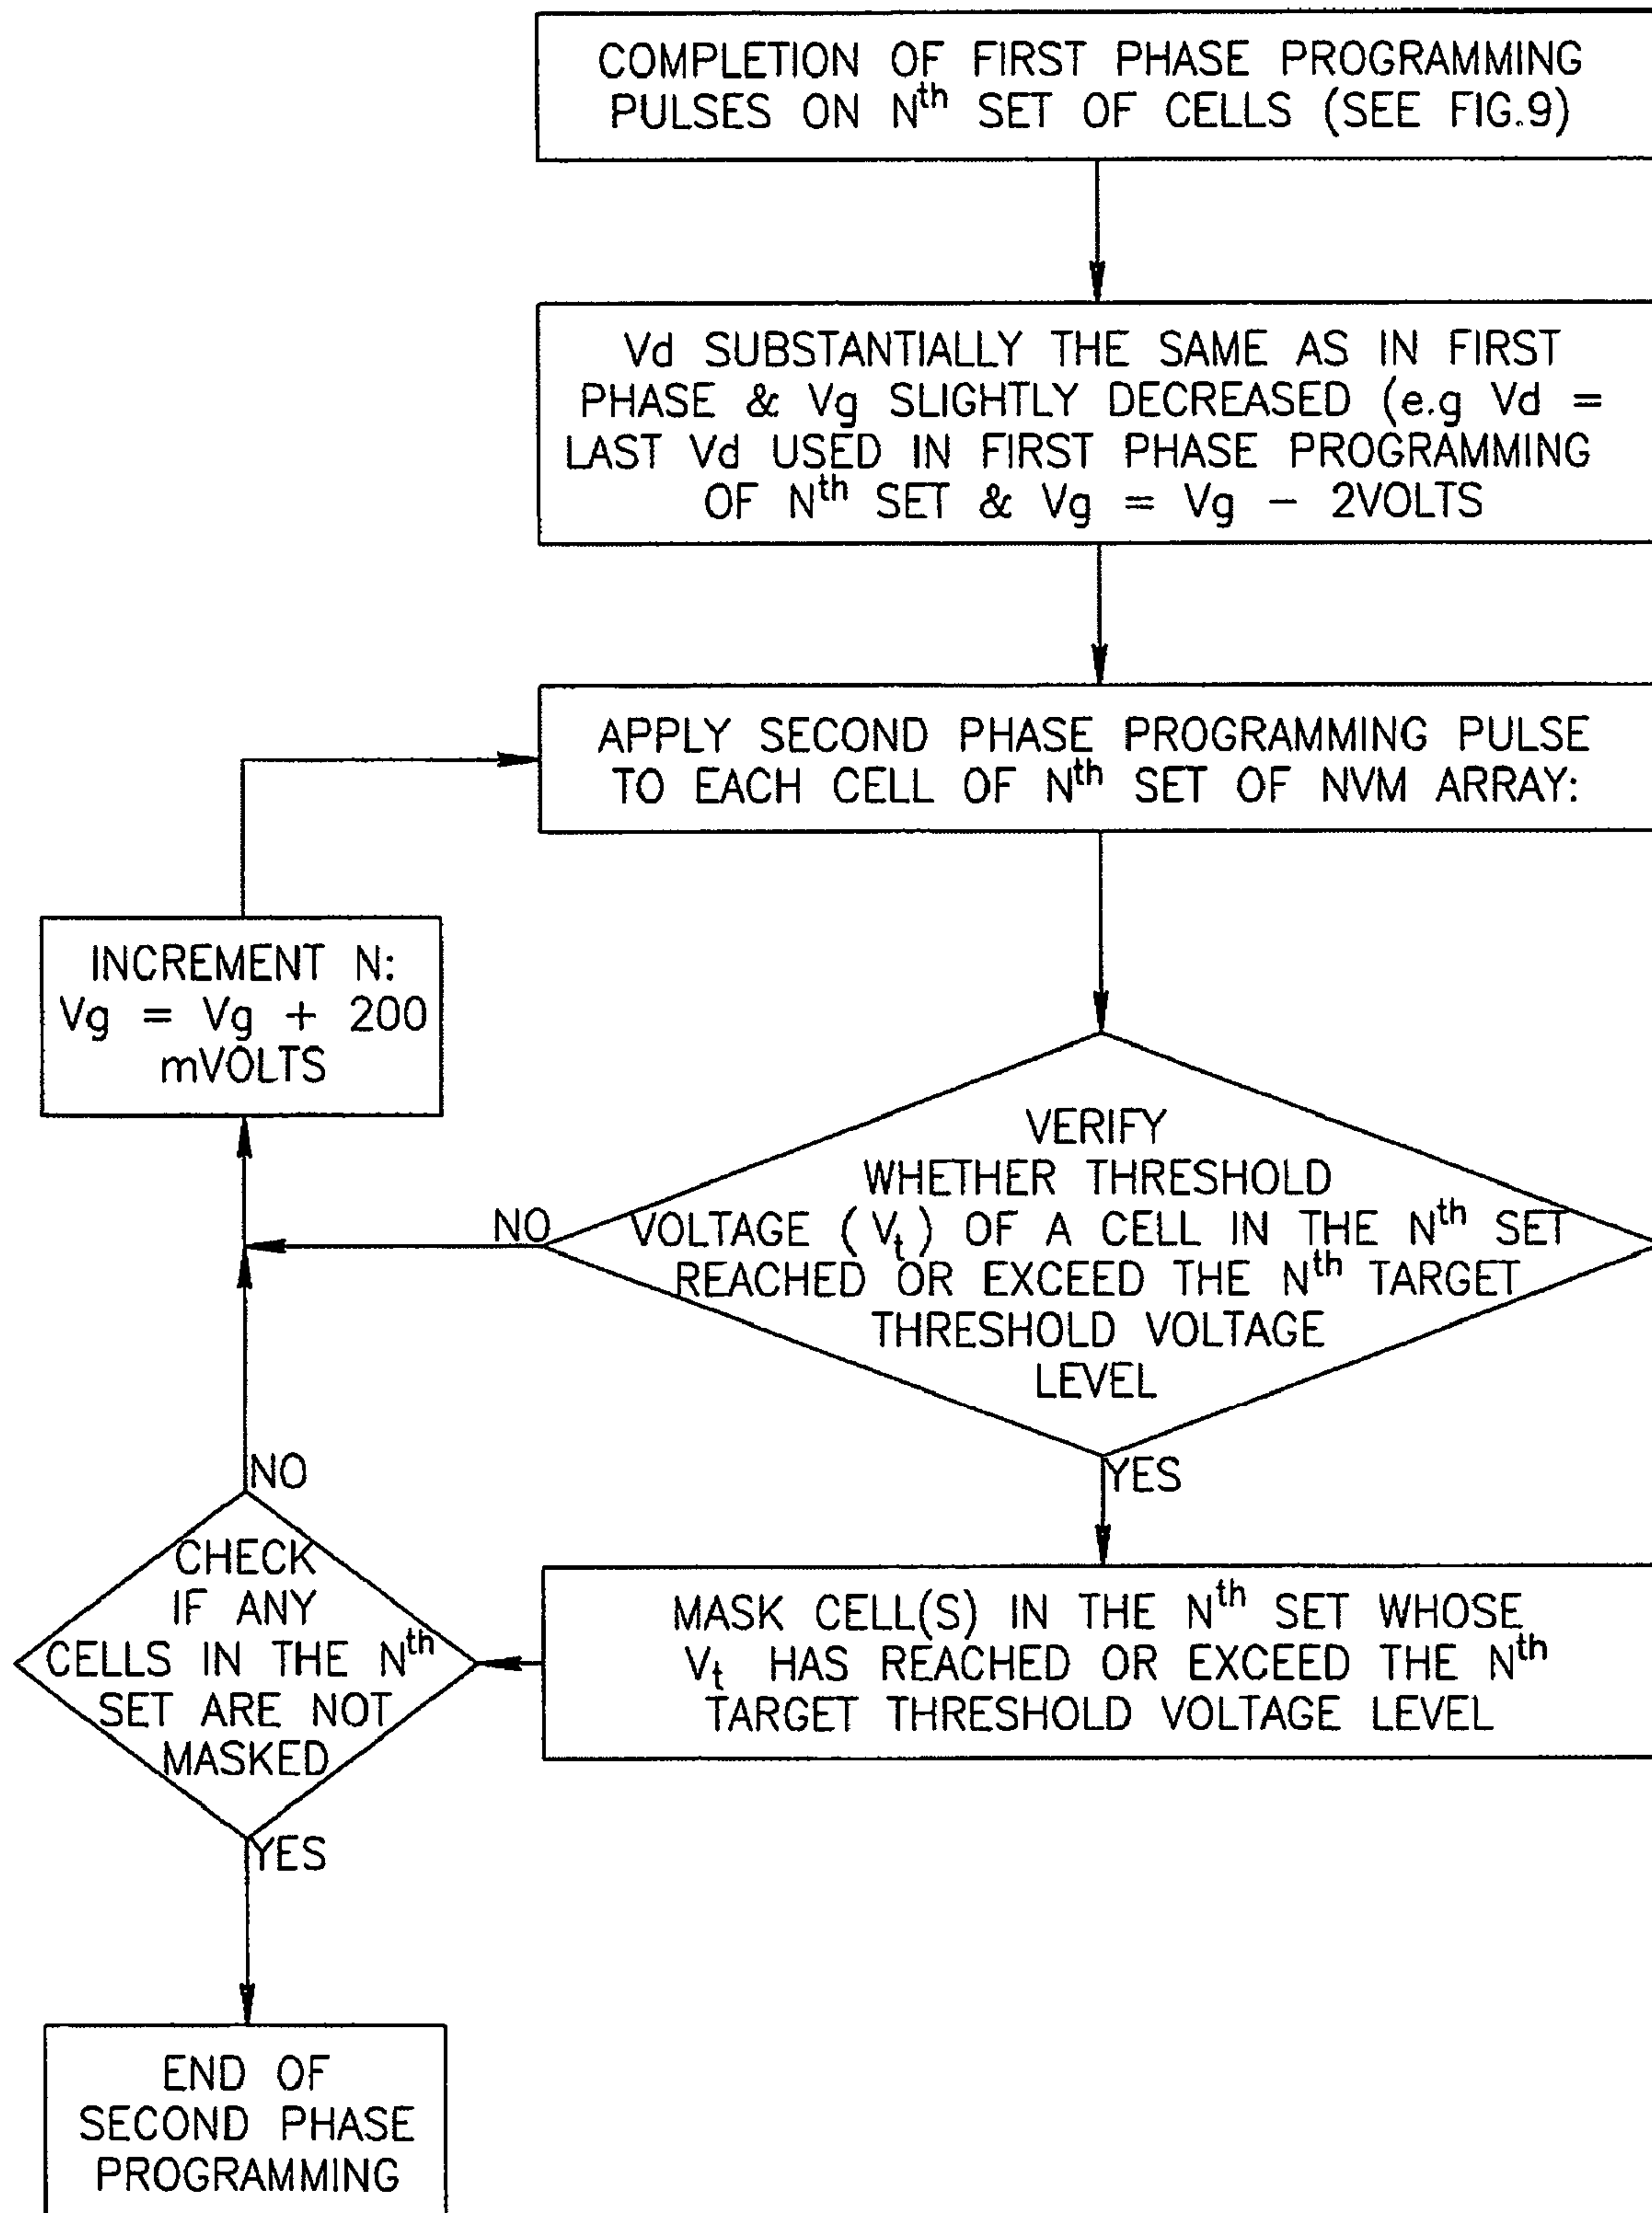 COMPLETION OF FIRST PHASE PROGRAMMING
PULSES ON Nth SET OF CELLS (SEE FIG.9)
Vd SUBSTANTIALLY THE SAME AS IN FIRST
PHASE & Vg SLIGHTLY DECREASED (e.g Vd =
LAST Vd USED IN FIRST PHASE PROGRAMMING
OF Nth SET & Vg = Vg - 2VOLTS
APPLY SECOND PHASE PROGRAMMING PULSE
TO EACH CELL OF Nth SET OF NVM ARRAY:
INCREMENT N:
Vg = Vg + 200
mVOLTS
VERIFY
WHETHER THRESHOLD
VOLTAGE (Vt) OF A CELL IN THE Nth SET
REACHED OR EXCEED THE Nth TARGET
THRESHOLD VOLTAGE
LEVEL
NO
YES
MASK CELL(S) IN THE Nth SET WHOSE
Vt HAS REACHED OR EXCEED THE Nth
TARGET THRESHOLD VOLTAGE LEVEL
NO
CHECK
IF ANY
CELLS IN THE Nth
SET ARE NOT
MASKED
YES
END OF
SECOND PHASE
PROGRAMMING